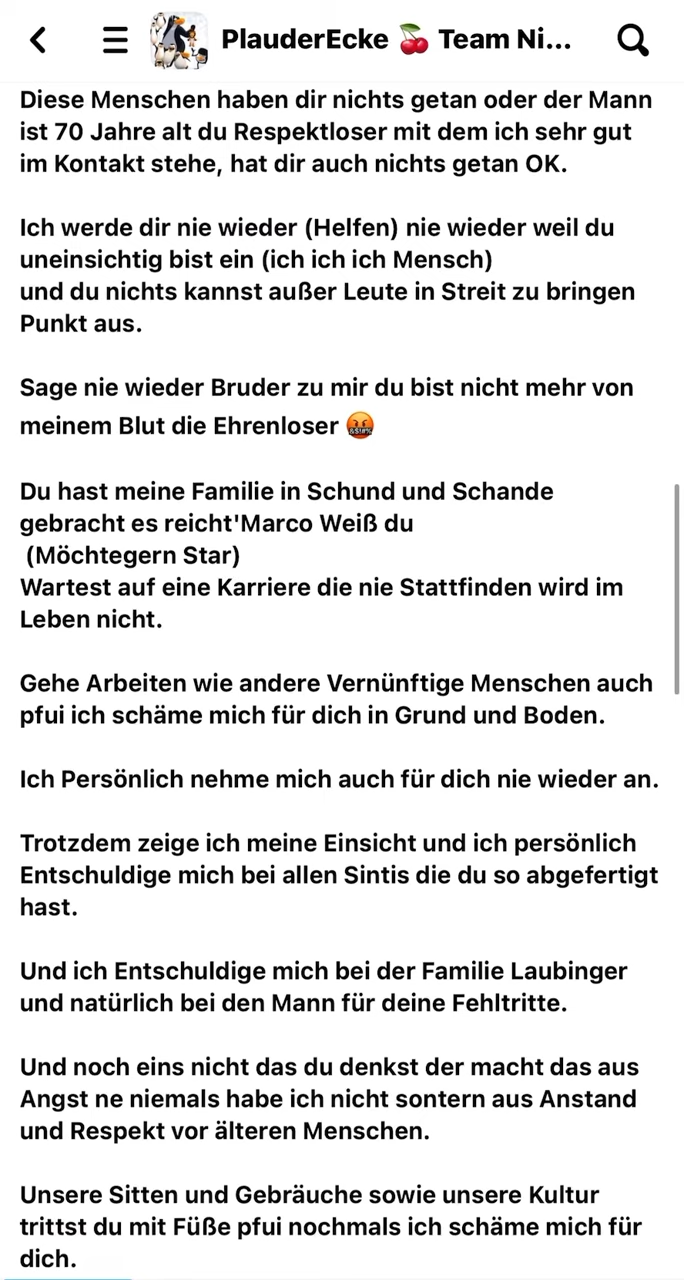 PlauderEcke 🍒 Team Ni...
Diese Menschen haben dir nichts getan oder der Mann
ist 70 Jahre alt du Respektloser mit dem ich sehr gut
im Kontakt stehe, hat dir auch nichts getan OK.
Ich werde dir nie wieder (Helfen) nie wieder weil du
uneinsichtig bist ein (ich ich ich Mensch)
und du nichts kannst außer Leute in Streit zu bringen
Punkt aus.
Sage nie wieder Bruder zu mir du bist nicht mehr von
meinem Blut die Ehrenloser 🤬
Du hast meine Familie in Schund und Schande
gebracht es reicht'Marco Weiß du
(Möchtegern Star)
Wartest auf eine Karriere die nie Stattfinden wird im
Leben nicht.
Gehe Arbeiten wie andere Vernünftige Menschen auch
pfui ich schäme mich für dich in Grund und Boden.
Ich Persönlich nehme mich auch für dich nie wieder an.
Trotzdem zeige ich meine Einsicht und ich persönlich
Entschuldige mich bei allen Sintis die du so abgefertigt
hast.
Und ich Entschuldige mich bei der Familie Laubinger
und natürlich bei den Mann für deine Fehltritte.
Und noch eins nicht das du denkst der macht das aus
Angst ne niemals habe ich nicht sontern aus Anstand
und Respekt vor älteren Menschen.
Unsere Sitten und Gebräuche sowie unsere Kultur
trittst du mit Füße pfui nochmals ich schäme mich für
dich.